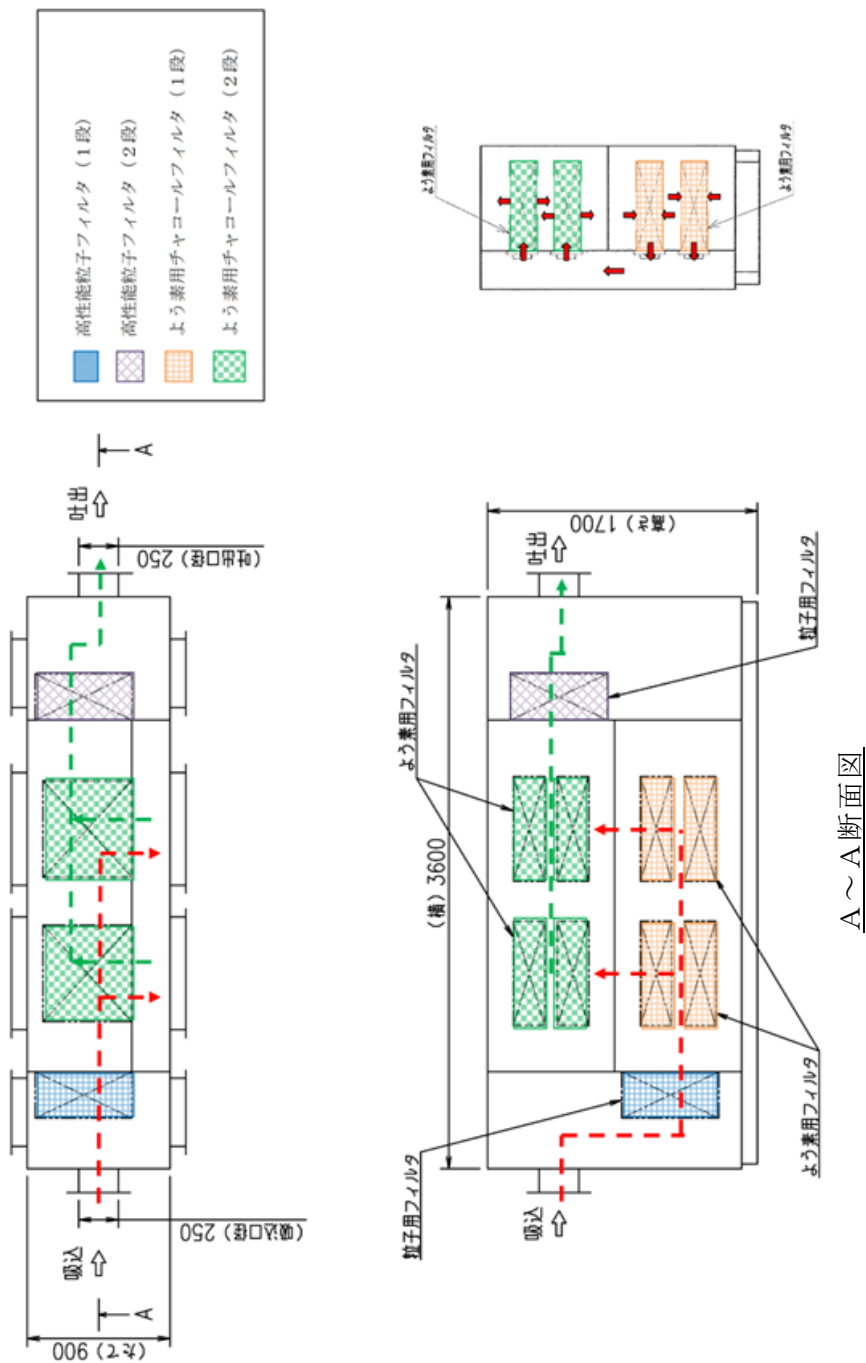 高性能粒子フィルタ（1段）
高性能粒子フィルタ（2段）
よう素用チャコールフィルタ（1段）
よう素用チャコールフィルタ（2段）
(たて) 900
A
吸込
(吸込口径) 250
(吐出口径) 250
吐出
A
よう素用フィルタ
よう素用フィルタ
粒子用フィルタ
吸込
よう素用フィルタ
(横) 3600
よう素用フィルタ
粒子用フィルタ
吐出
(高さ) 1700
A～A断面図